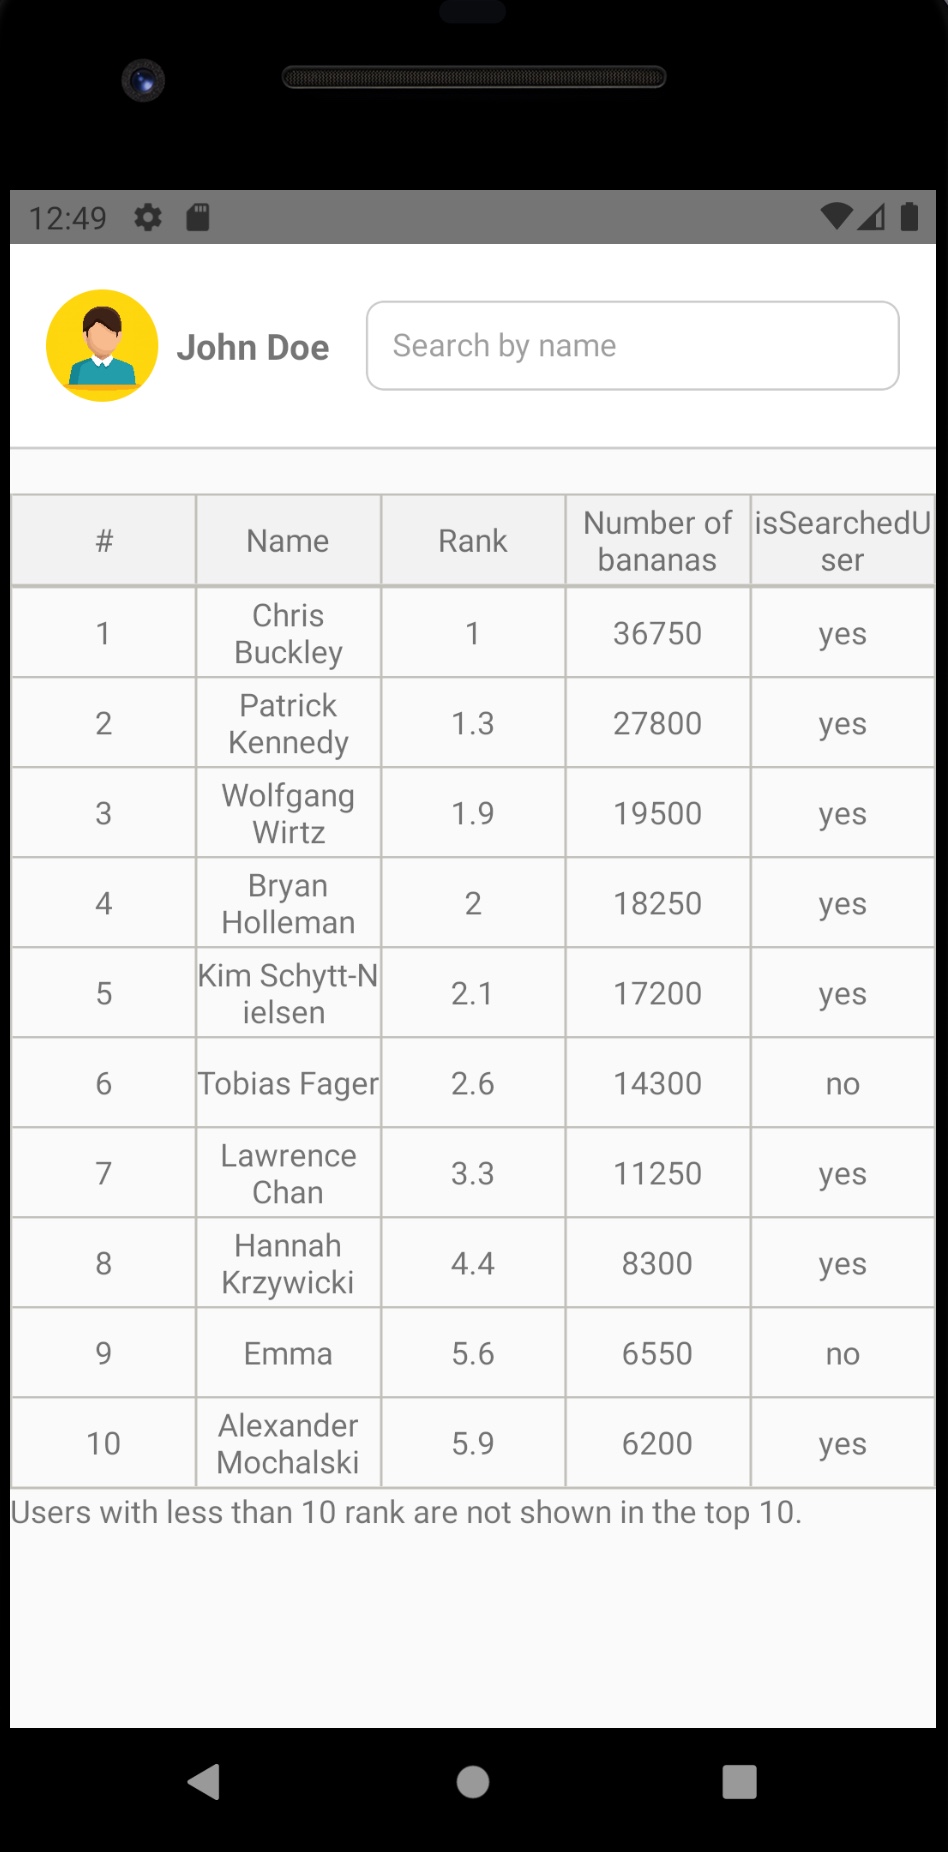 12:49
John Doe
Search by name
# Name Rank Number of bananas isSearchedU
ser
1 Chris Buckley 1 36750 yes
2 Patrick Kennedy 1.3 27800 yes
3 Wolfgang Wirtz 1.9 19500 yes
4 Bryan Holleman 2 18250 yes
5 Kim Schytt-N
ielsen 2.1 17200 yes
6 Tobias Fager 2.6 14300 no
7 Lawrence Chan 3.3 11250 yes
8 Hannah Krzywicki 4.4 8300 yes
9 Emma 5.6 6550 no
10 Alexander Mochalski 5.9 6200 yes
Users with less than 10 rank are not shown in the top 10.